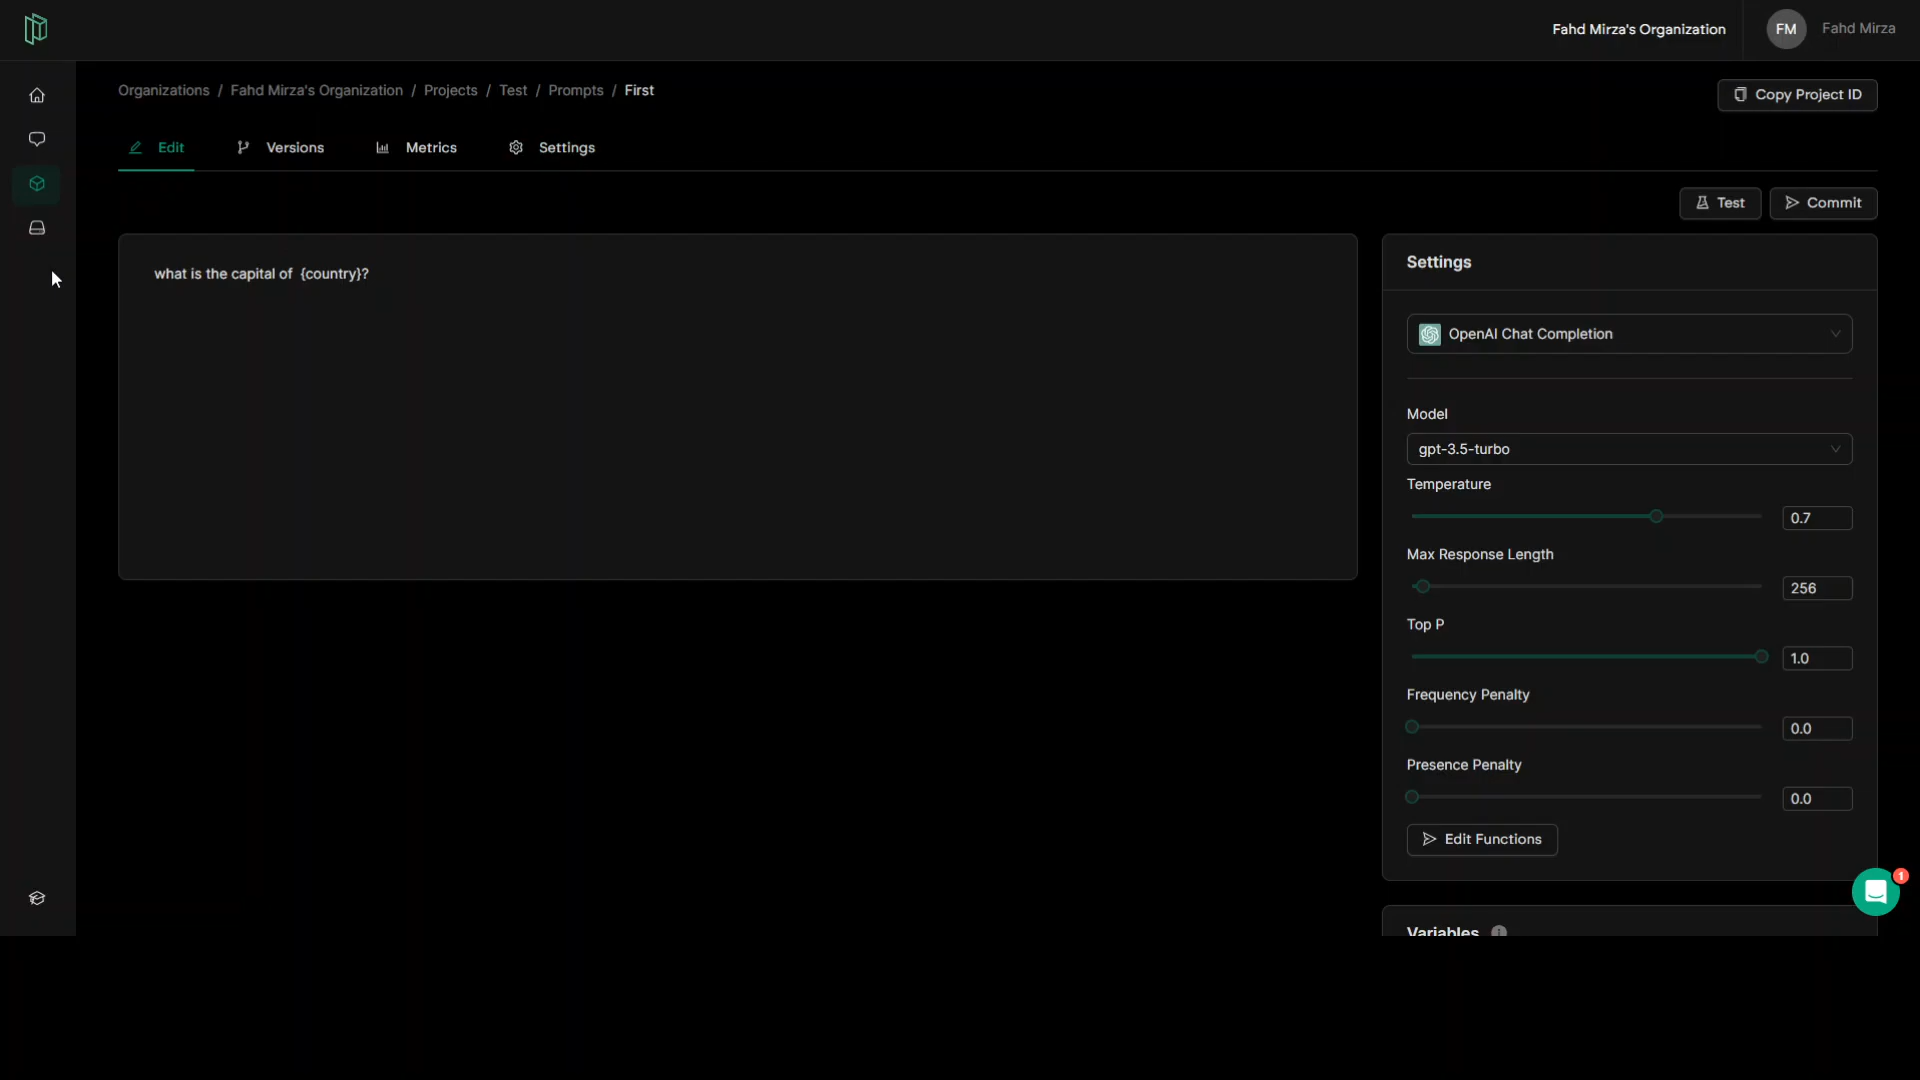 Fahd Mirza's Organization
FM
Fahd Mirza
Organizations / Fahd Mirza's Organization / Projects / Test / Prompts / First
Copy Project ID
Edit
Versions
Metrics
Settings
Test
Commit
what is the capital of  {country}?
Settings
OpenAI Chat Completion
Model
gpt-3.5-turbo
Temperature
0.7
Max Response Length
256
Top P
1.0
Frequency Penalty
0.0
Presence Penalty
0.0
Edit Functions
1
Variables